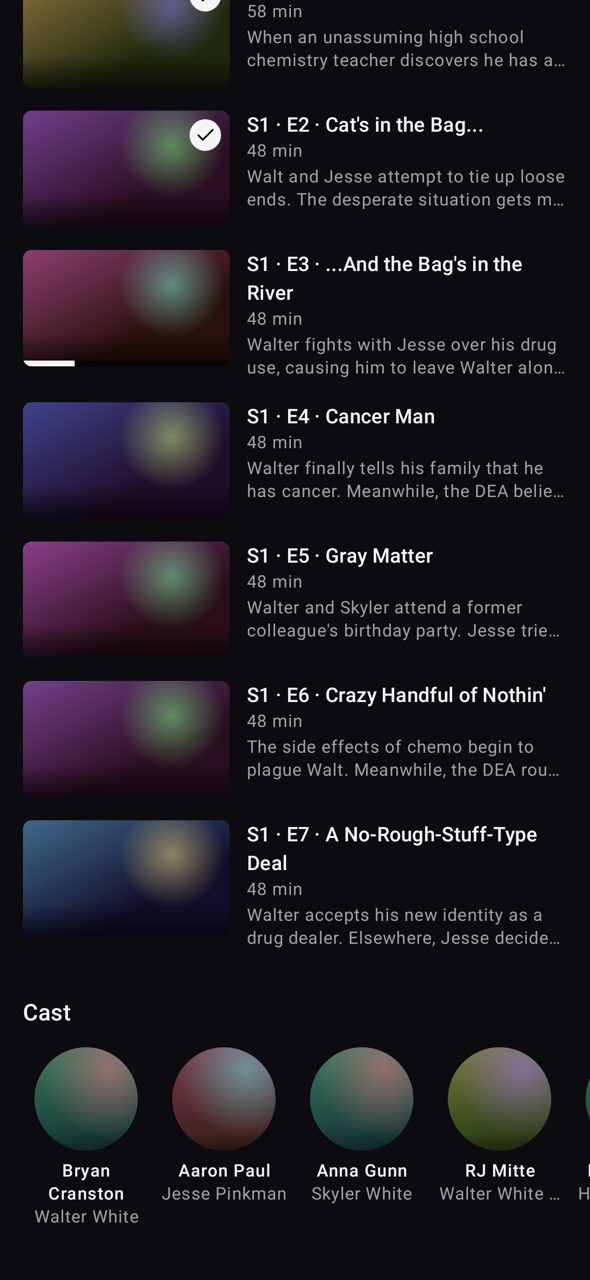 58 min
When an unassuming high school
chemistry teacher discovers he has a…
S1 · E2 · Cat's in the Bag...
48 min
Walt and Jesse attempt to tie up loose
ends. The desperate situation gets m…
S1 · E3 · ...And the Bag's in the
River
48 min
Walter fights with Jesse over his drug
use, causing him to leave Walter alon…
S1 · E4 · Cancer Man
48 min
Walter finally tells his family that he
has cancer. Meanwhile, the DEA belie…
S1 · E5 · Gray Matter
48 min
Walter and Skyler attend a former
colleague's birthday party. Jesse trie…
S1 · E6 · Crazy Handful of Nothin'
48 min
The side effects of chemo begin to
plague Walt. Meanwhile, the DEA rou…
S1 · E7 · A No-Rough-Stuff-Type
Deal
48 min
Walter accepts his new identity as a
drug dealer. Elsewhere, Jesse decide…
Cast
Bryan
Cranston
Walter White
Aaron Paul
Jesse Pinkman
Anna Gunn
Skyler White
RJ Mitte
Walter White …